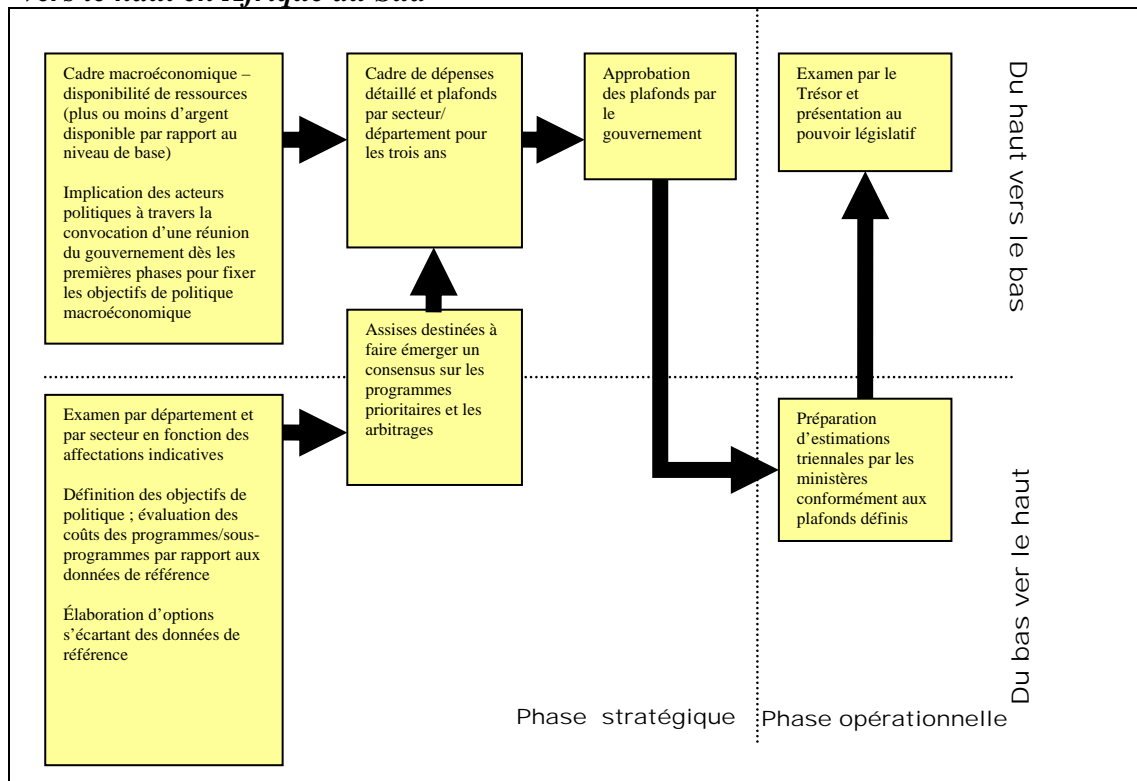 vers le haut en Afrique du Sud
Cadre macroéconomique –
disponibilité de ressources
(plus ou moins d’argent
disponible par rapport au
niveau de base)
Implication des acteurs
politiques à travers la
convocation d’une réunion
du gouvernement dès les
premières phases pour fixer
les objectifs de politique
macroéconomique
Cadre de dépenses
détaillé et plafonds
par secteur/
département pour
les trois ans
Approbation
des plafonds par
le
gouvernement
Examen par le
Trésor et
présentation au
pouvoir législatif
Du haut vers le bas
Assises destinées à
faire émerger un
consensus sur les
programmes
prioritaires et les
arbitrages
Examen par département et
par secteur en fonction des
affectations indicatives
Définition des objectifs de
politique ; évaluation des
coûts des programmes/sous-
programmes par rapport aux
données de référence
Élaboration d’options
s’écartant des données de
référence
Préparation
d’estimations
triennales par les
ministères
conformément aux
plafonds définis
Du bas ver le hant
Phase stratégique
Phase opérationnelle